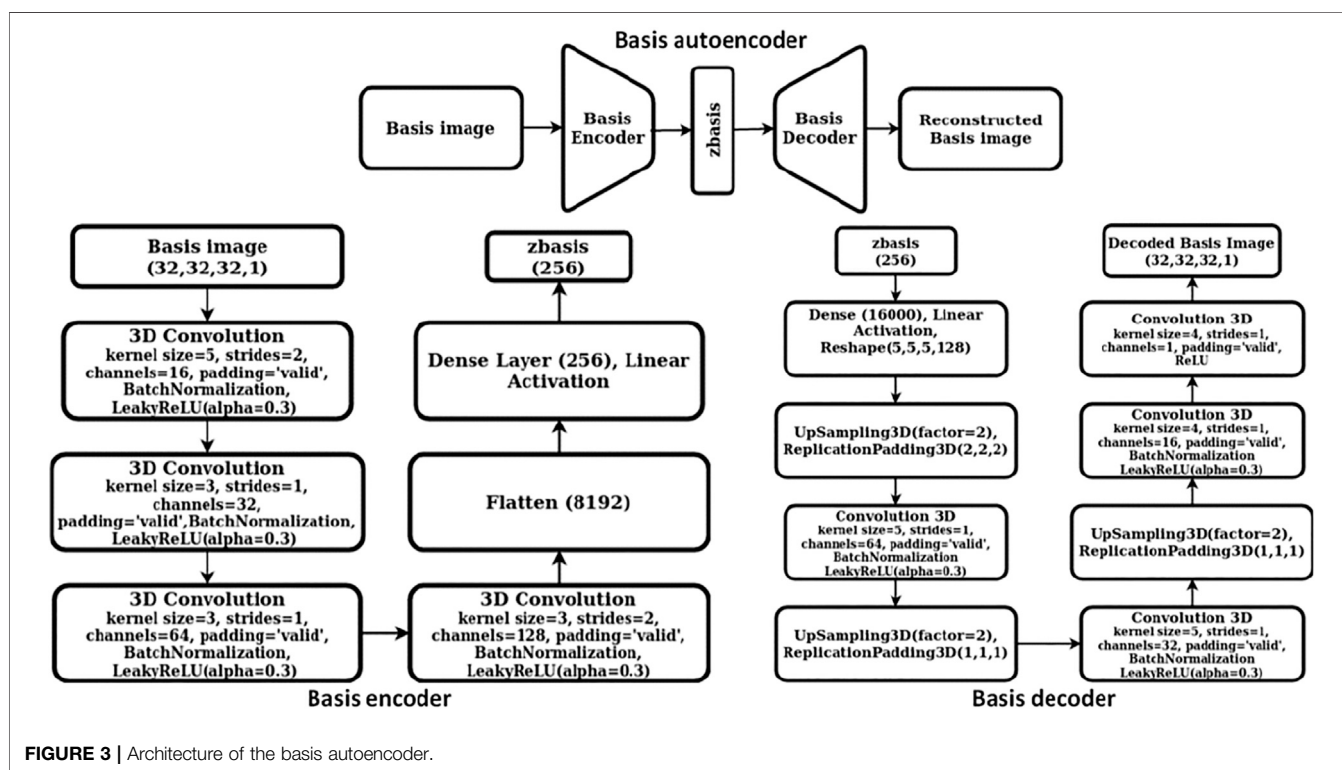 Basis autoencoder
Basis image
Basis
Encoder
zbasis
Basis
Decoder
Reconstructed
Basis image
Basis image
(32,32,32,1)
3D Convolution
kernel size=5, strides=2,
channels=16, padding='valid',
BatchNormalization,
LeakyReLU(alpha=0.3)
3D Convolution
kernel size=3, strides=1,
channels=32,
padding='valid',BatchNormalization,
LeakyReLU(alpha=0.3)
3D Convolution
kernel size=3, strides=1,
channels=64, padding='valid',
BatchNormalization,
LeakyReLU(alpha=0.3)
3D Convolution
kernel size=3, strides=2,
channels=128, padding='valid',
BatchNormalization,
LeakyReLU(alpha=0.3)
Flatten (8192)
Dense Layer (256), Linear
Activation
zbasis
(256)
Basis encoder
zbasis
(256)
Dense (16000), Linear
Activation,
Reshape(5,5,5,128)
UpSampling3D(factor=2),
ReplicationPadding3D(2,2,2)
Convolution 3D
kernel size=5, strides=1,
channels=64, padding='valid',
BatchNormalization
LeakyReLU(alpha=0.3)
UpSampling3D(factor=2),
ReplicationPadding3D(1,1,1)
Convolution 3D
kernel size=5, strides=1,
channels=32, padding='valid',
BatchNormalization
LeakyReLU(alpha=0.3)
UpSampling3D(factor=2),
ReplicationPadding3D(1,1,1)
Convolution 3D
kernel size=4, strides=1,
channels=16, padding='valid',
BatchNormalization
LeakyReLU(alpha=0.3)
Convolution 3D
kernel size=4, strides=1,
channels=1, padding='valid',
ReLU
Decoded Basis Image
(32,32,32,1)
Basis decoder
FIGURE 3 | Architecture of the basis autoencoder.